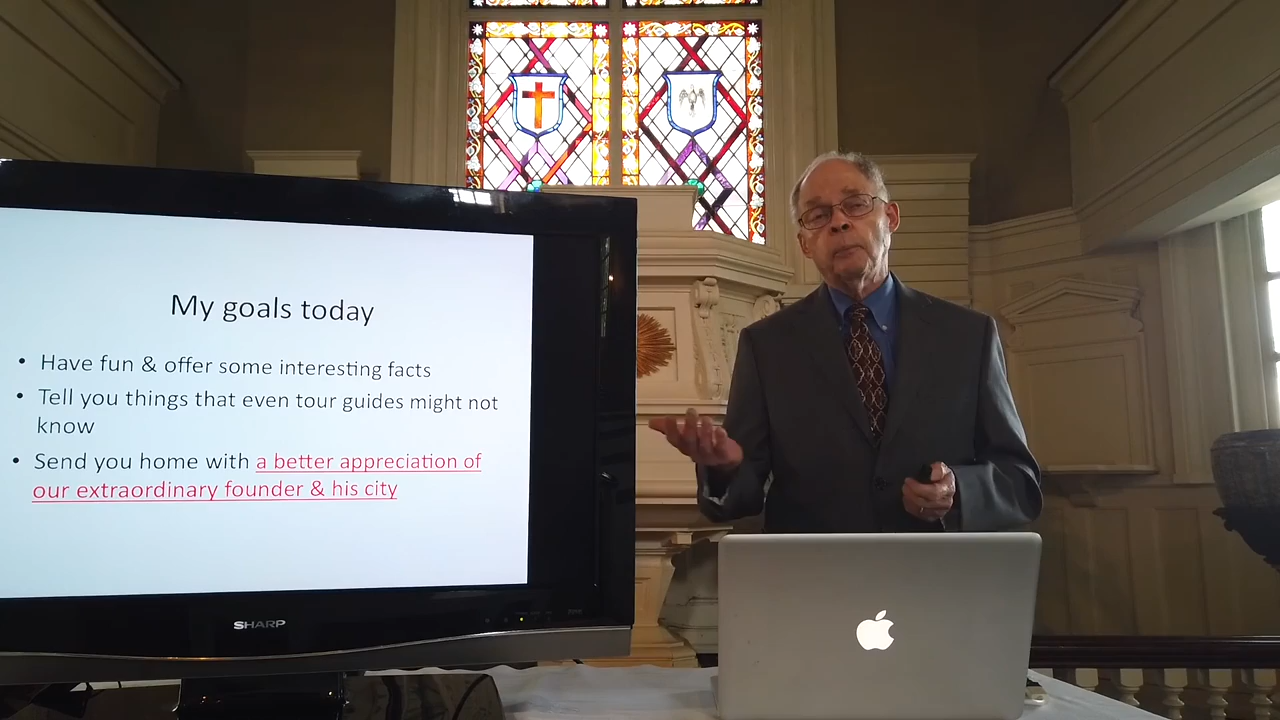 My goals today
• Have fun & offer some interesting facts
• Tell you things that even tour guides might not
know
• Send you home with a better appreciation of
our extraordinary founder & his city
SHARP